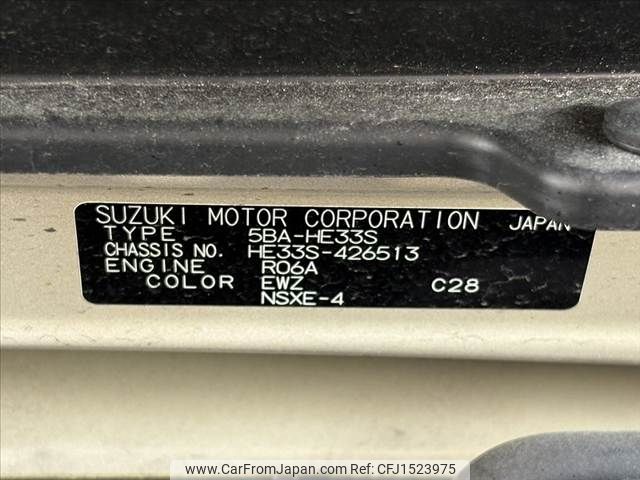 SUZUKI MOTOR CORPORATION JAPAN
TYPE 5BA-HE33S
CHASSIS NO. HE33S-426513
ENGINE R06A
COLOR EWZ C28
NSXE-4
www.CarFromJapan.com - CFJ1523975